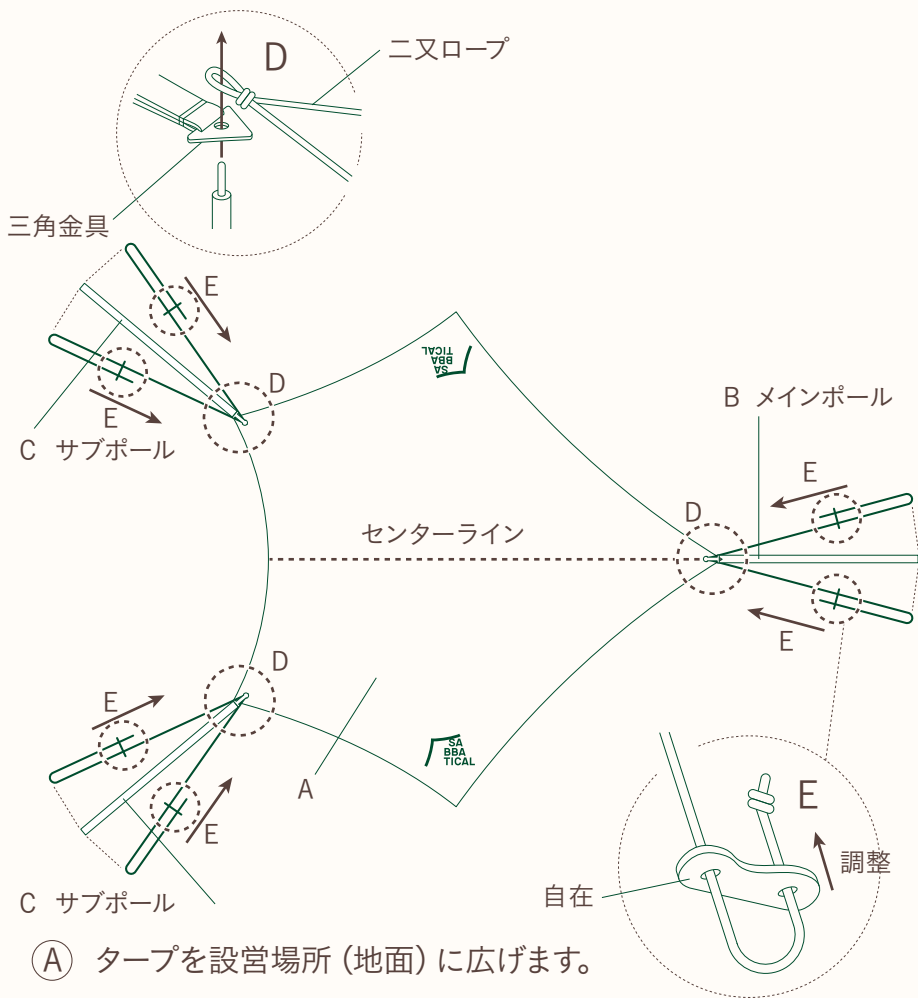 D
二又ロープ
三角金具
E
E
D
C サブポール
SA
BBA
TICAL
B メインポール
E
D
センターライン
E
D
E
E
A
SA
BBA
TICAL
C サブポール
E
調整
自在
Ⓐ タープを設営場所（地面）に広げます。